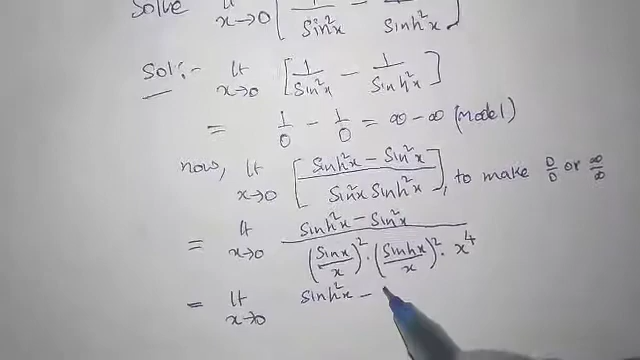 Solve lt x→0 [ 1/Sin²x - 1/Sinh²x ]
Sol:- lt x→0 [ 1/Sin²x - 1/Sinh²x ]
= 1/0 - 1/0 = ∞ - ∞ (model)
now, lt x→0 [ Sinh²x - Sin²x / Sin²x Sinh²x ], to make 0/0 or ∞/∞
= lt x→0 Sinh²x - Sin²x / (Sinx/x)² · (Sinhx/x)² · x⁴
= lt x→0 Sinh²x -